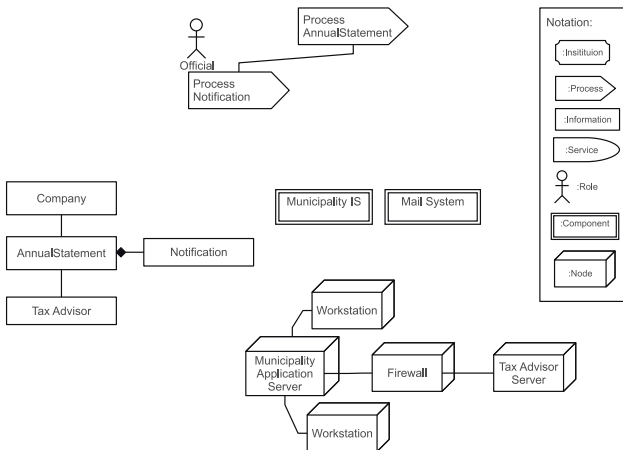 Process
AnnualStatement
Official
Process
Notification
Notation:
:Insitituion
:Process
:Information
:Service
:Role
:Component
:Node
Company
AnnualStatement
Notification
Tax Advisor
Municipality IS
Mail System
Workstation
Municipality
Application
Server
Firewall
Tax Advisor
Server
Workstation